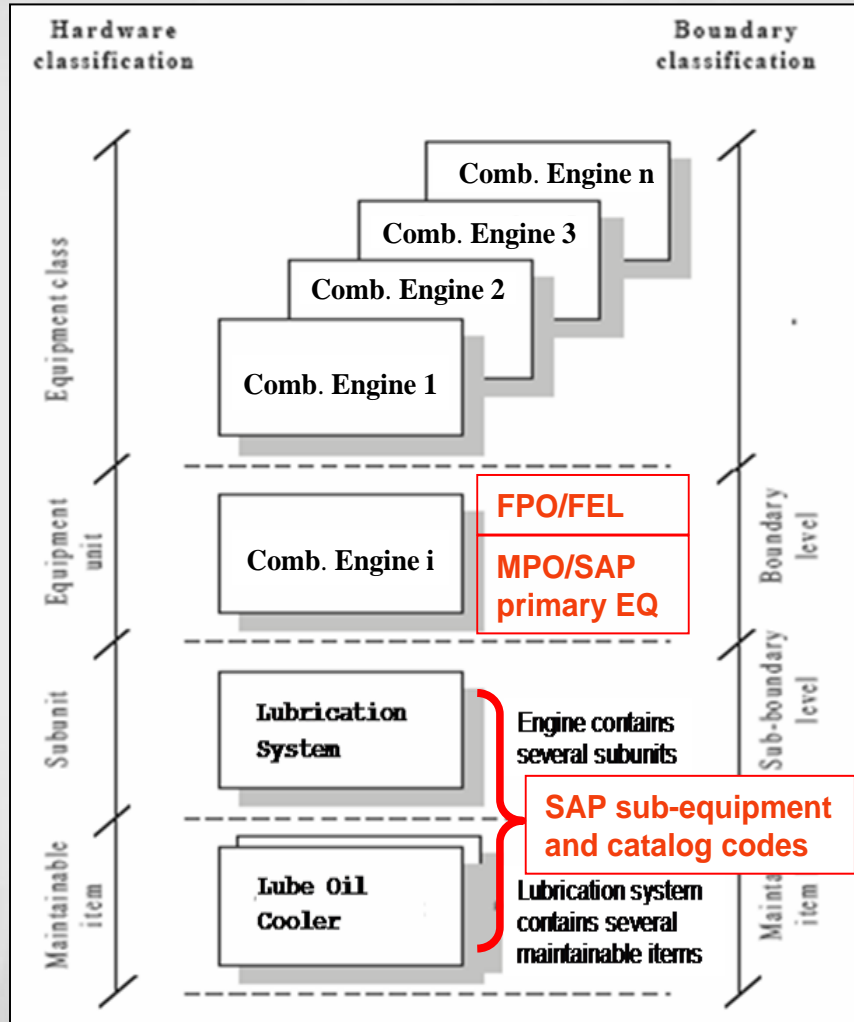 Hardware
classification
Boundary
classification
Equipment class
Comb. Engine n
Comb. Engine 3
Comb. Engine 2
Comb. Engine 1
Equipment
unit
Comb. Engine i
FPO/FEL
MPO/SAP
primary EQ
Boundary
level
Subunit
Lubrication
System
Engine contains
several subunits
Sub-boundary
level
SAP sub-equipment
and catalog codes
Maintainable
item
Lube Oil
Cooler
Lubrication system
contains several
maintainable items
item